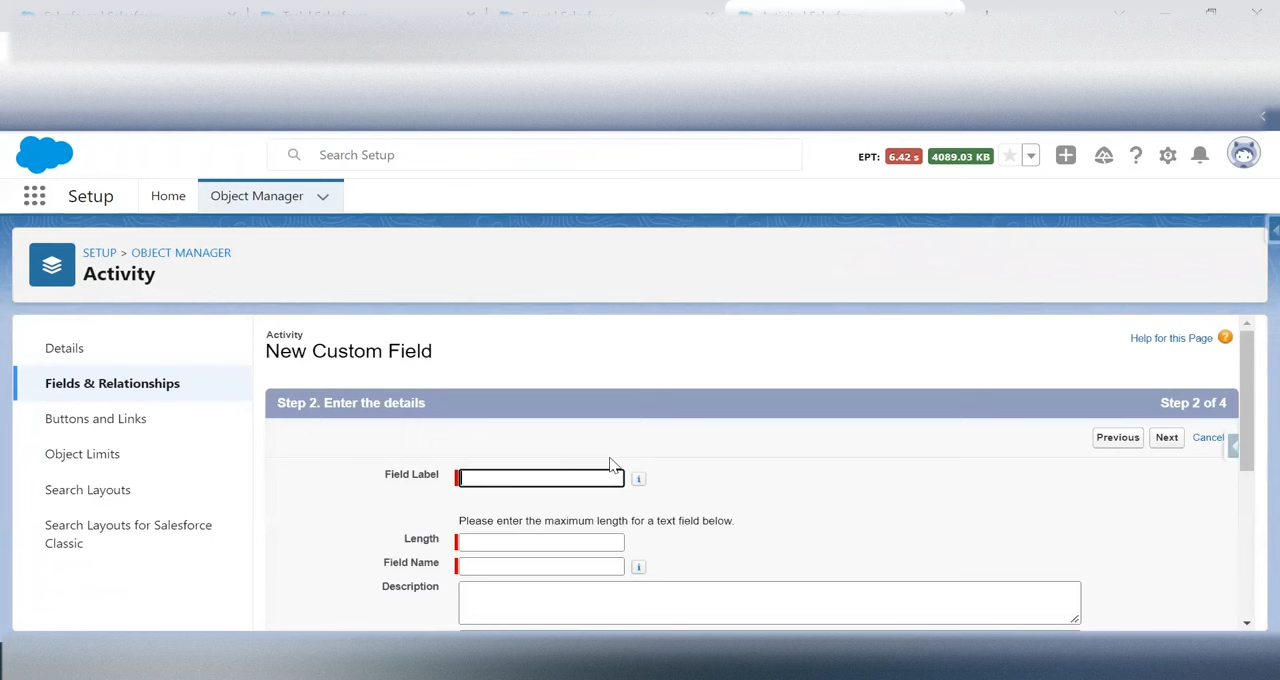 Search Setup
EPT: 6.42 s 4089.03 KB
Setup Home Object Manager
SETUP > OBJECT MANAGER
Activity
Details
Fields & Relationships
Buttons and Links
Object Limits
Search Layouts
Search Layouts for Salesforce
Classic
Activity
New Custom Field
Help for this Page
Step 2. Enter the details Step 2 of 4
Previous Next Cancel
Field Label
Please enter the maximum length for a text field below.
Length
Field Name
Description